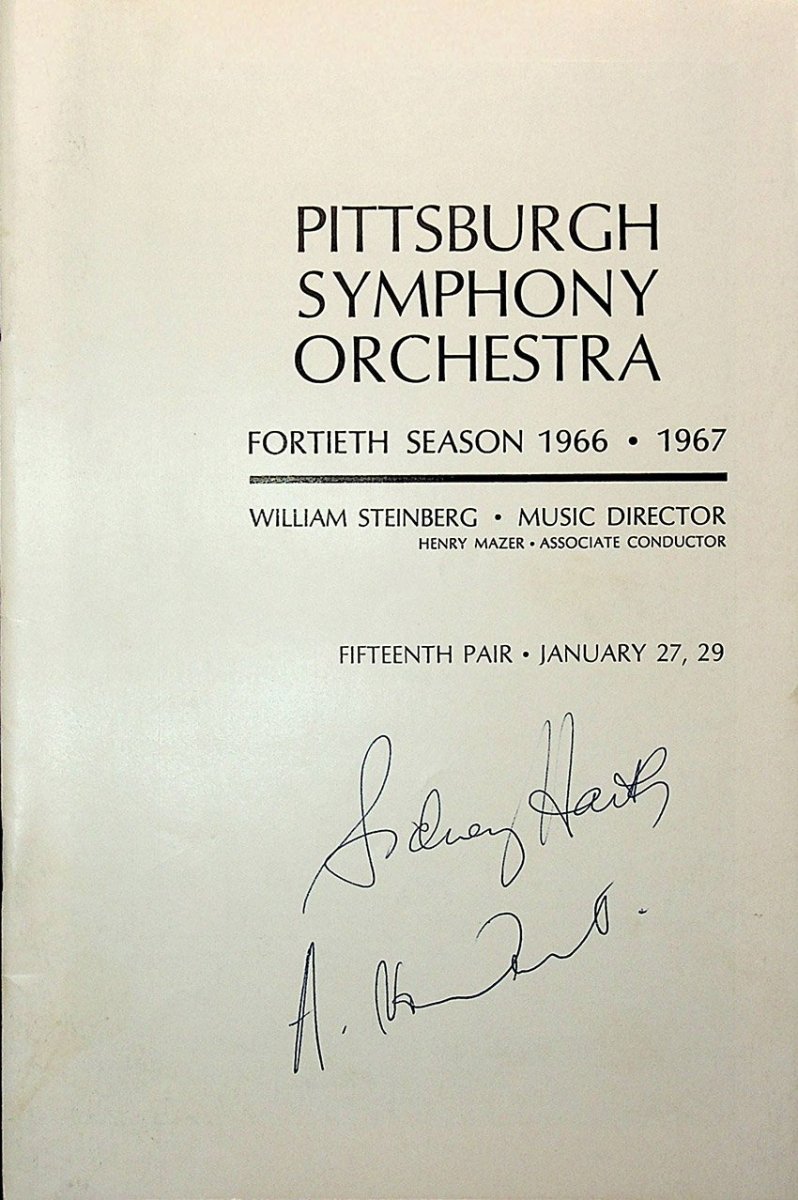 PITTSBURGH
SYMPHONY
ORCHESTRA
FORTIETH SEASON 1966 • 1967
WILLIAM STEINBERG • MUSIC DIRECTOR
HENRY MAZER • ASSOCIATE CONDUCTOR
FIFTEENTH PAIR • JANUARY 27, 29
Sidney Harth
A.